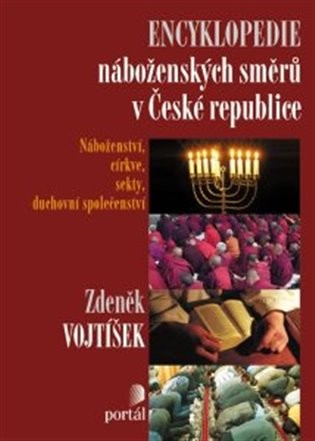 ENCYKLOPEDIE
náboženských směrů
v České republice
Náboženství,
církve,
sekty,
duchovní společenství
Zdeněk
VOJTÍŠEK
portál